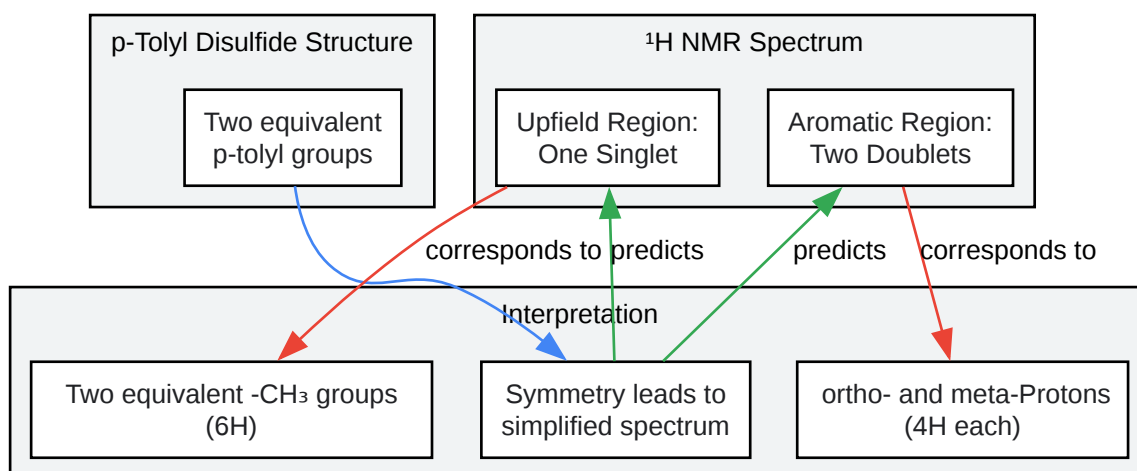 p-Tolyl Disulfide Structure
¹H NMR Spectrum
Two equivalent
p-tolyl groups
Upfield Region:
One Singlet
Aromatic Region:
Two Doublets
corresponds to
predicts
predicts
corresponds to
Interpretation
Two equivalent -CH₃ groups
(6H)
Symmetry leads to
simplified spectrum
ortho- and meta-Protons
(4H each)